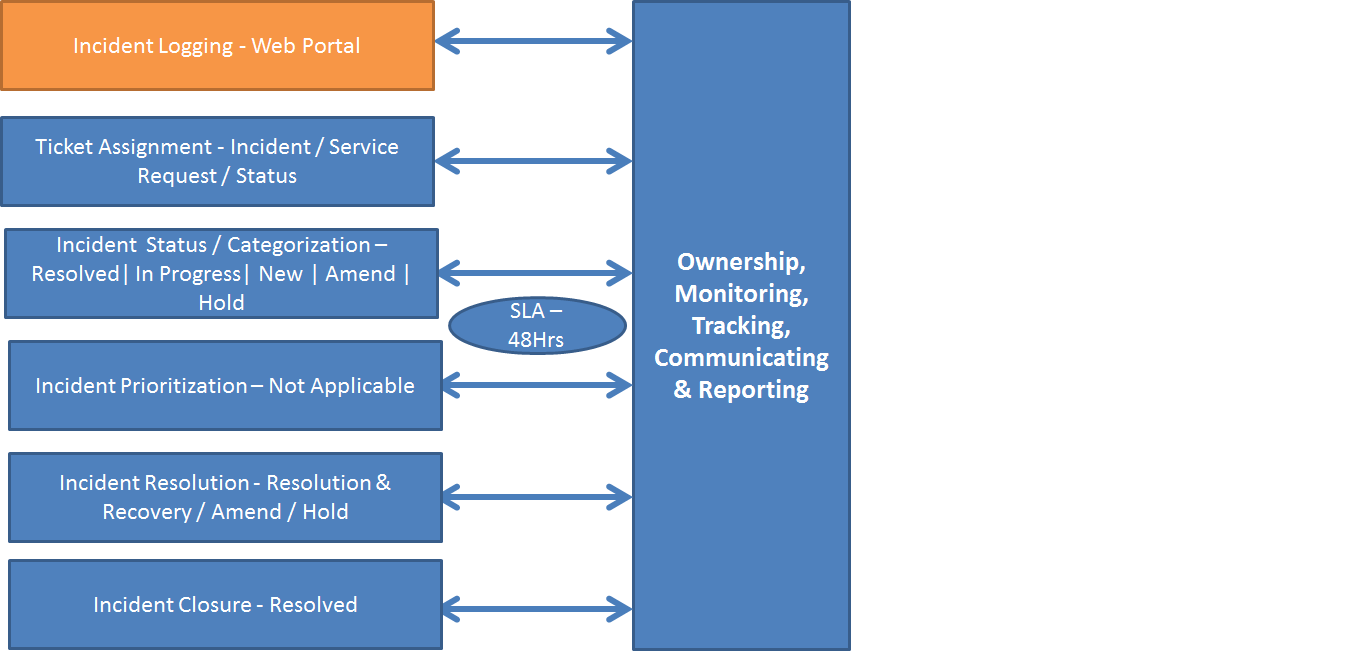 Incident Logging - Web Portal
Ticket Assignment - Incident / Service
Request / Status
Incident  Status / Categorization –
Resolved| In Progress| New | Amend |
Hold
SLA –
48Hrs
Incident Prioritization – Not Applicable
Incident Resolution - Resolution &
Recovery / Amend / Hold
Incident Closure - Resolved
Ownership,
Monitoring,
Tracking,
Communicating
& Reporting